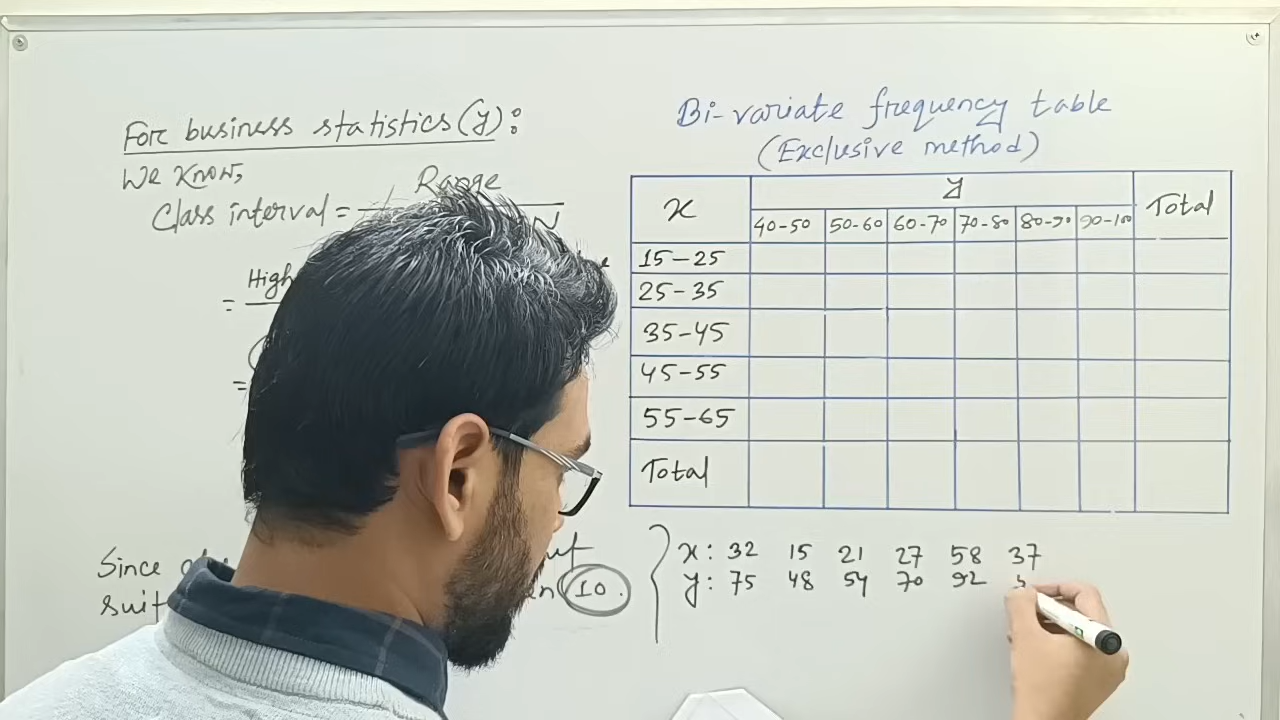 For business statistics (y):
We know,
Class interval = Range
= High
=
Since
suit 10.
Bi-variate frequency table
(Exclusive method)
x y Total
40-50 50-60 60-70 70-80 80-90 90-100
15-25
25-35
35-45
45-55
55-65
Total
x: 32 15 21 27 58 37
y: 75 48 54 70 92